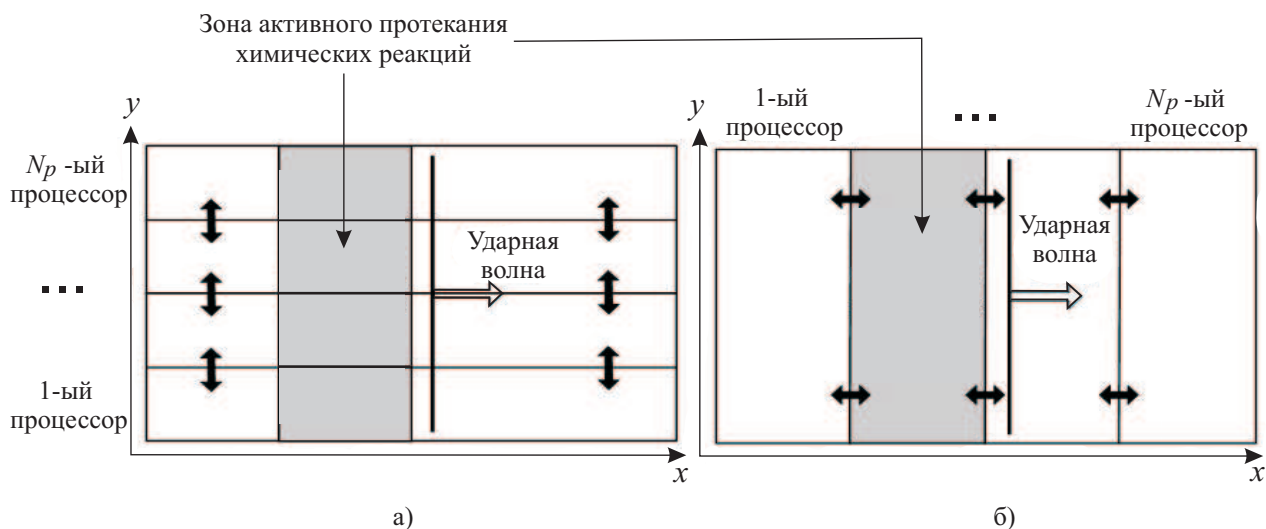 Зона активного протекания
химических реакций
y
Np -ый
процессор
...
1-ый
процессор
Ударная
волна
x
а)
y
1-ый
процессор
...
Np -ый
процессор
Ударная
волна
x
б)